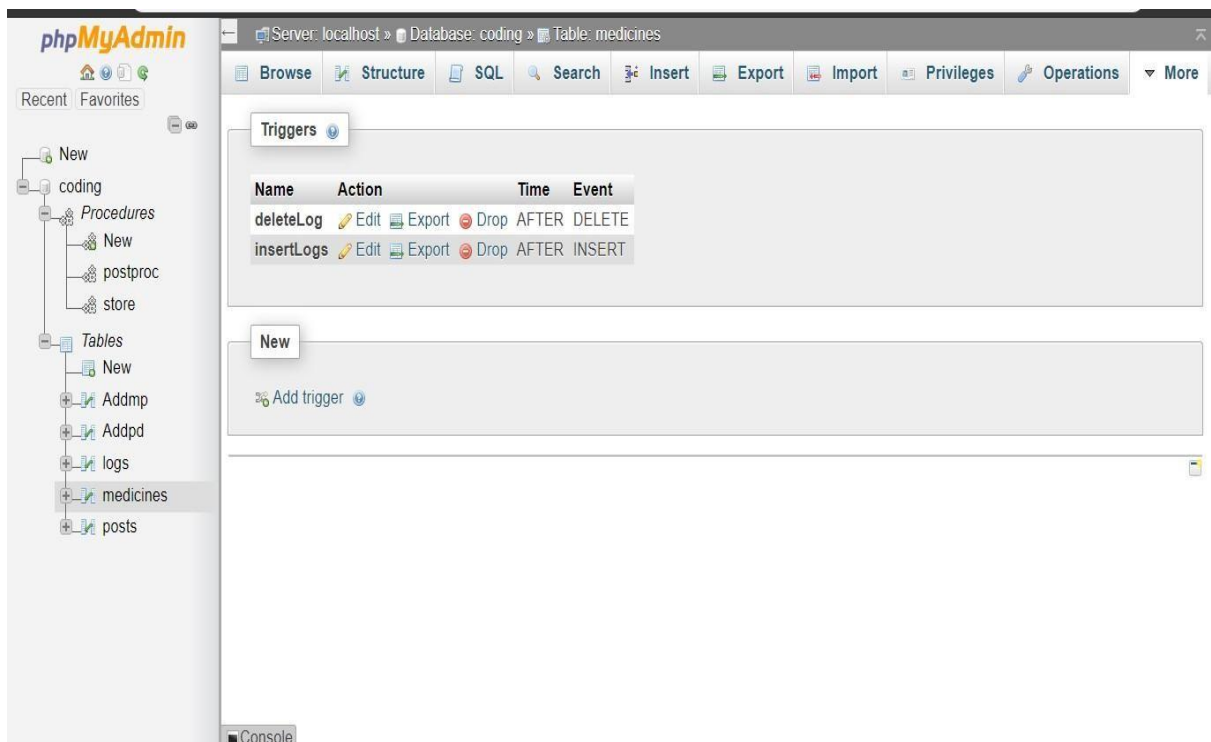 phpMyAdmin
Recent Favorites
New
coding
Procedures
New
postproc
store
Tables
New
Addmp
Addpd
logs
medicines
posts
Server: localhost » Database: coding » Table: medicines
Browse Structure SQL Search Insert Export Import Privileges Operations More
Triggers
Name Action Time Event
deleteLog Edit Export Drop AFTER DELETE
insertLogs Edit Export Drop AFTER INSERT
New
Add trigger
Console